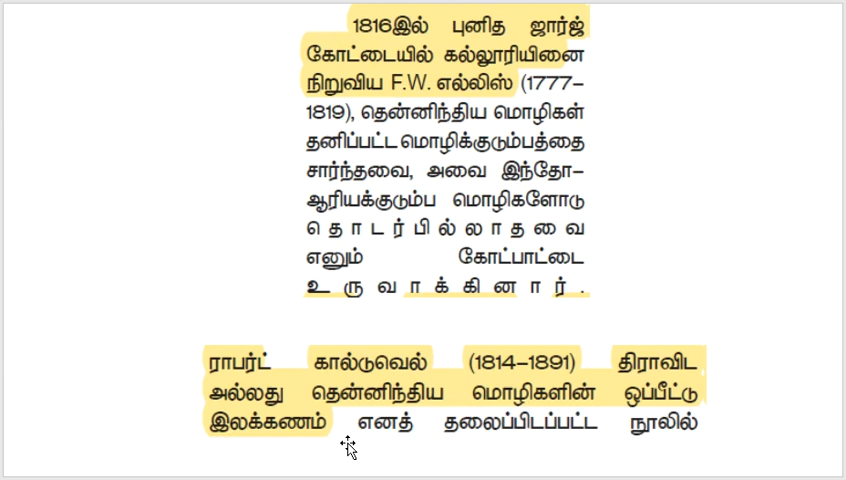 1816இல் புனித ஜார்ஜ்
கோட்டையில் கல்லூரியினை
நிறுவிய F.W. எல்லிஸ் (1777–
1819), தென்னிந்திய மொழிகள்
தனிப்பட்ட மொழிக்குடும்பத்தை
சார்ந்தவை, அவை இந்தோ–
ஆரியக்குடும்ப மொழிகளோடு
தொடர்பில்லாதவை
எனும் கோட்பாட்டை
உருவாக்கினார்.
ராபர்ட் கால்டுவெல் (1814–1891) திராவிட
அல்லது தென்னிந்திய மொழிகளின் ஒப்பீட்டு
இலக்கணம் எனத் தலைப்பிடப்பட்ட நூலில்